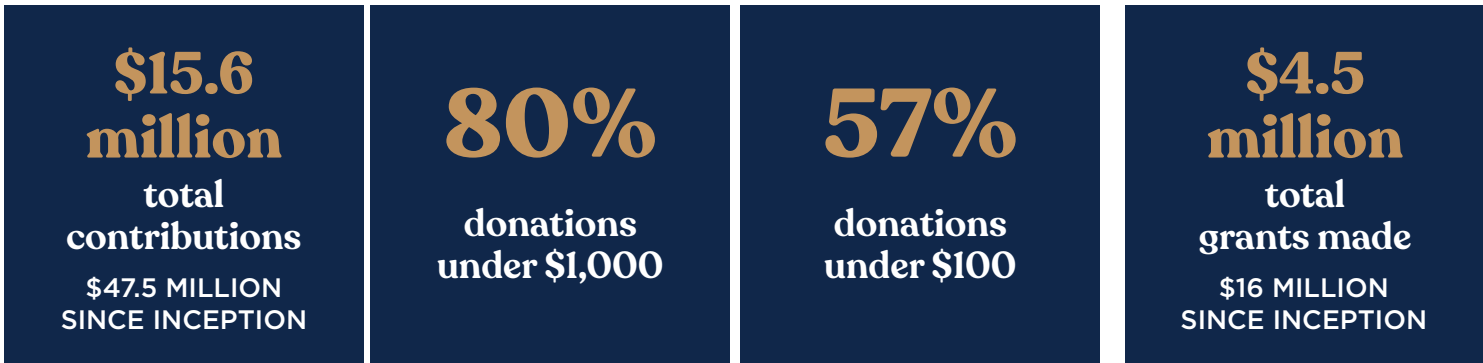 $15.6
million
total
contributions
$47.5 MILLION
SINCE INCEPTION
80%
donations
under $1,000
57%
donations
under $100
$4.5
million
total
grants made
$16 MILLION
SINCE INCEPTION